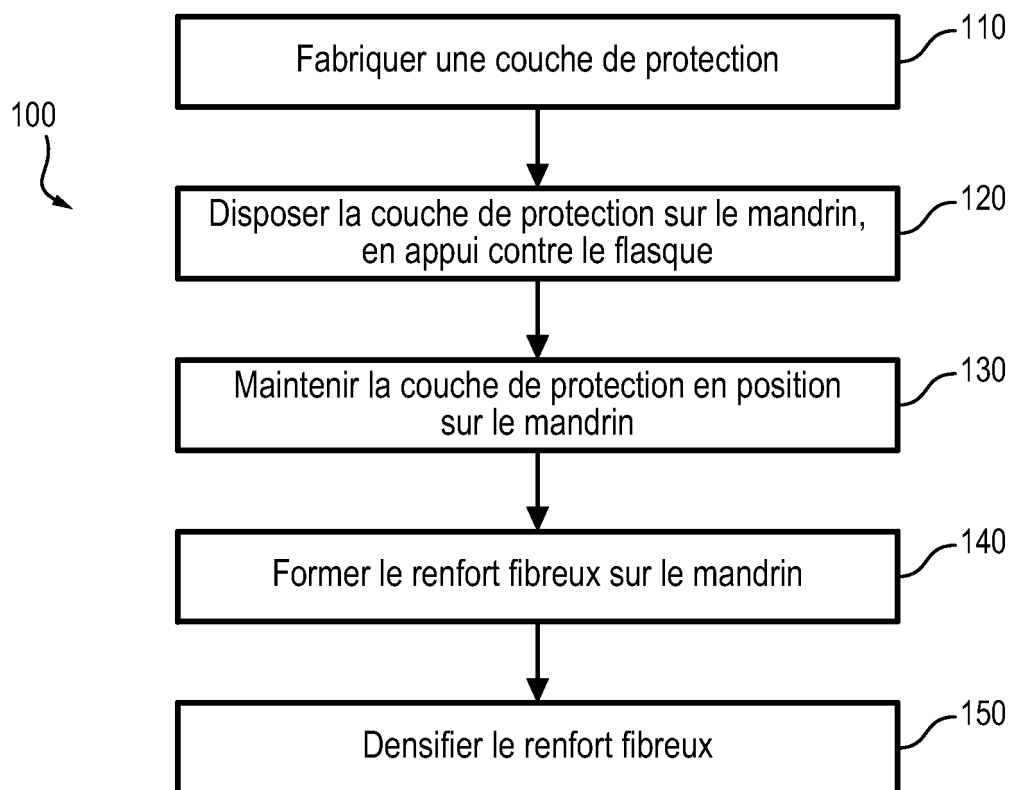 110
Fabriquer une couche de protection
100
120
Disposer la couche de protection sur le mandrin,
en appui contre le flasque
130
Maintenir la couche de protection en position
sur le mandrin
140
Former le renfort fibreux sur le mandrin
150
Densifier le renfort fibreux